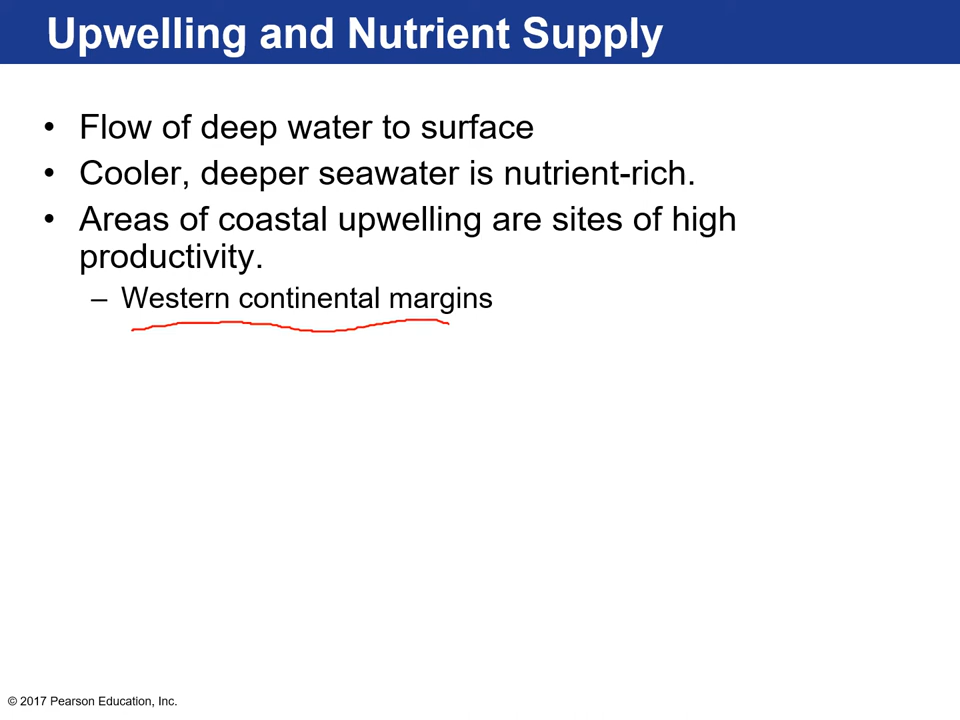 Upwelling and Nutrient Supply
• Flow of deep water to surface
• Cooler, deeper seawater is nutrient-rich.
• Areas of coastal upwelling are sites of high
productivity.
– Western continental margins
© 2017 Pearson Education, Inc.